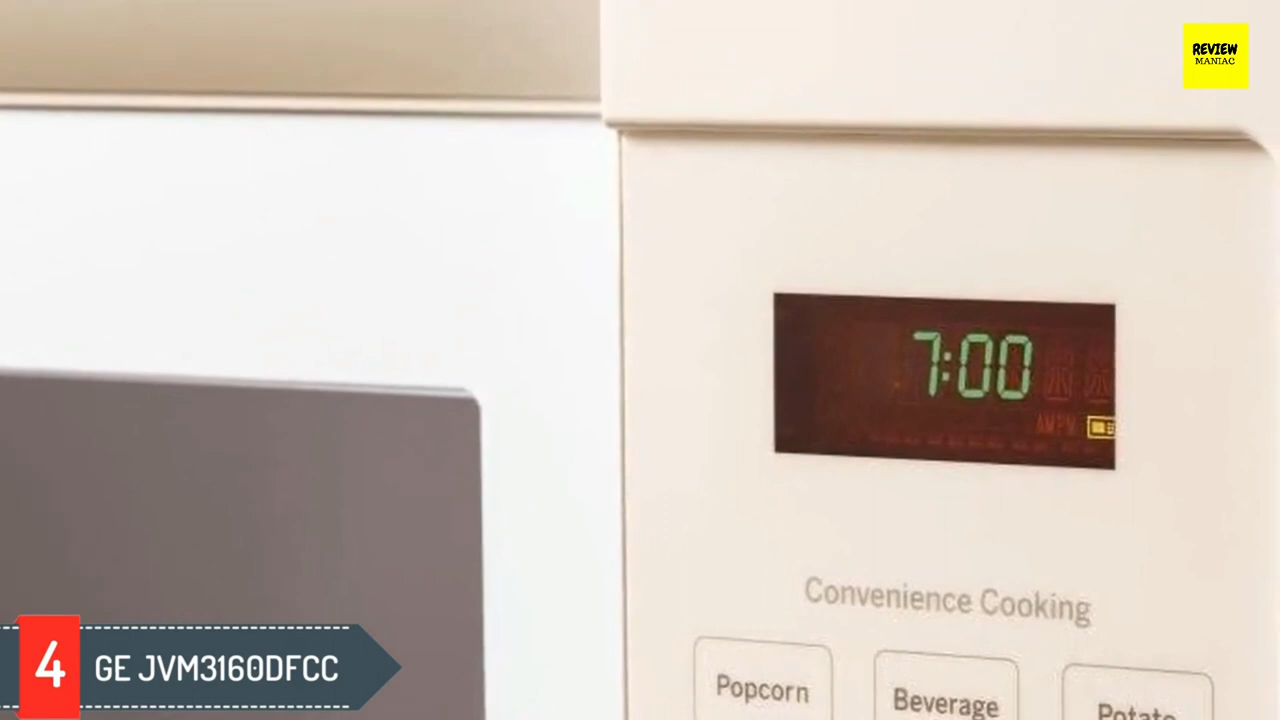 REVIEW
MANIAC
7:00
AM PM
Convenience Cooking
Popcorn
Beverage
Potato
4
GE JVM3160DFCC